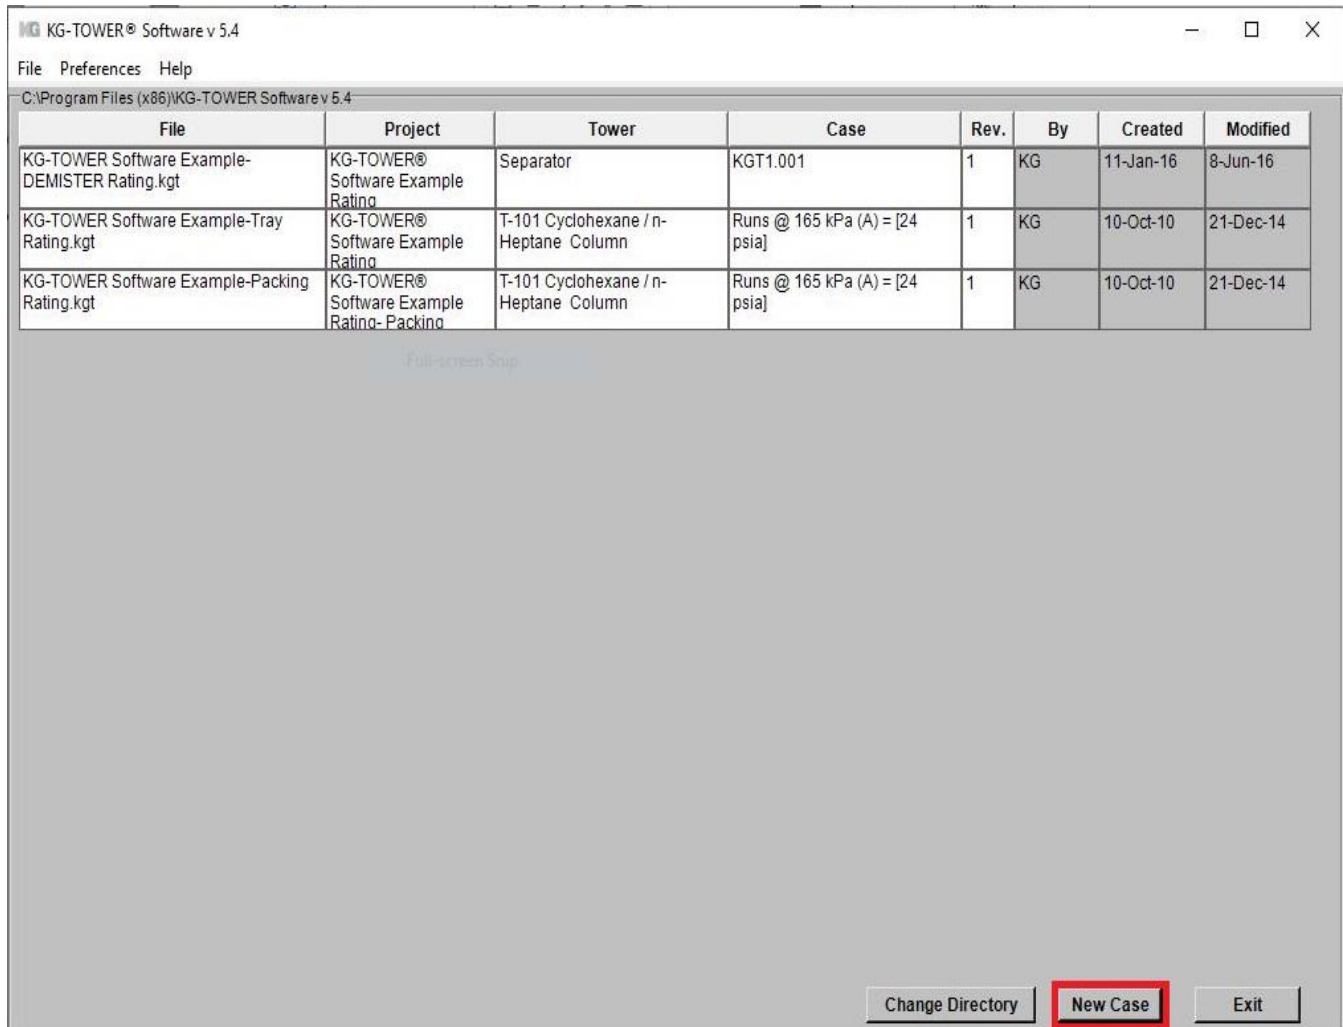 KG KG-TOWER® Software v 5.4
File Preferences Help
C:\Program Files (x86)\KG-TOWER Software v 5.4
File Project Tower Case Rev. By Created Modified
KG-TOWER Software Example-
DEMISTER Rating.kgt
KG-TOWER®
Software Example
Rating
Separator
KGT1.001
1
KG
11-Jan-16
8-Jun-16
KG-TOWER Software Example-Tray
Rating.kgt
KG-TOWER®
Software Example
Rating
T-101 Cyclohexane / n-
Heptane Column
Runs @ 165 kPa (A) = [24
psia]
1
KG
10-Oct-10
21-Dec-14
KG-TOWER Software Example-Packing
Rating.kgt
KG-TOWER®
Software Example
Rating- Packing
T-101 Cyclohexane / n-
Heptane Column
Runs @ 165 kPa (A) = [24
psia]
1
KG
10-Oct-10
21-Dec-14
Full-screen Snip
Change Directory New Case Exit